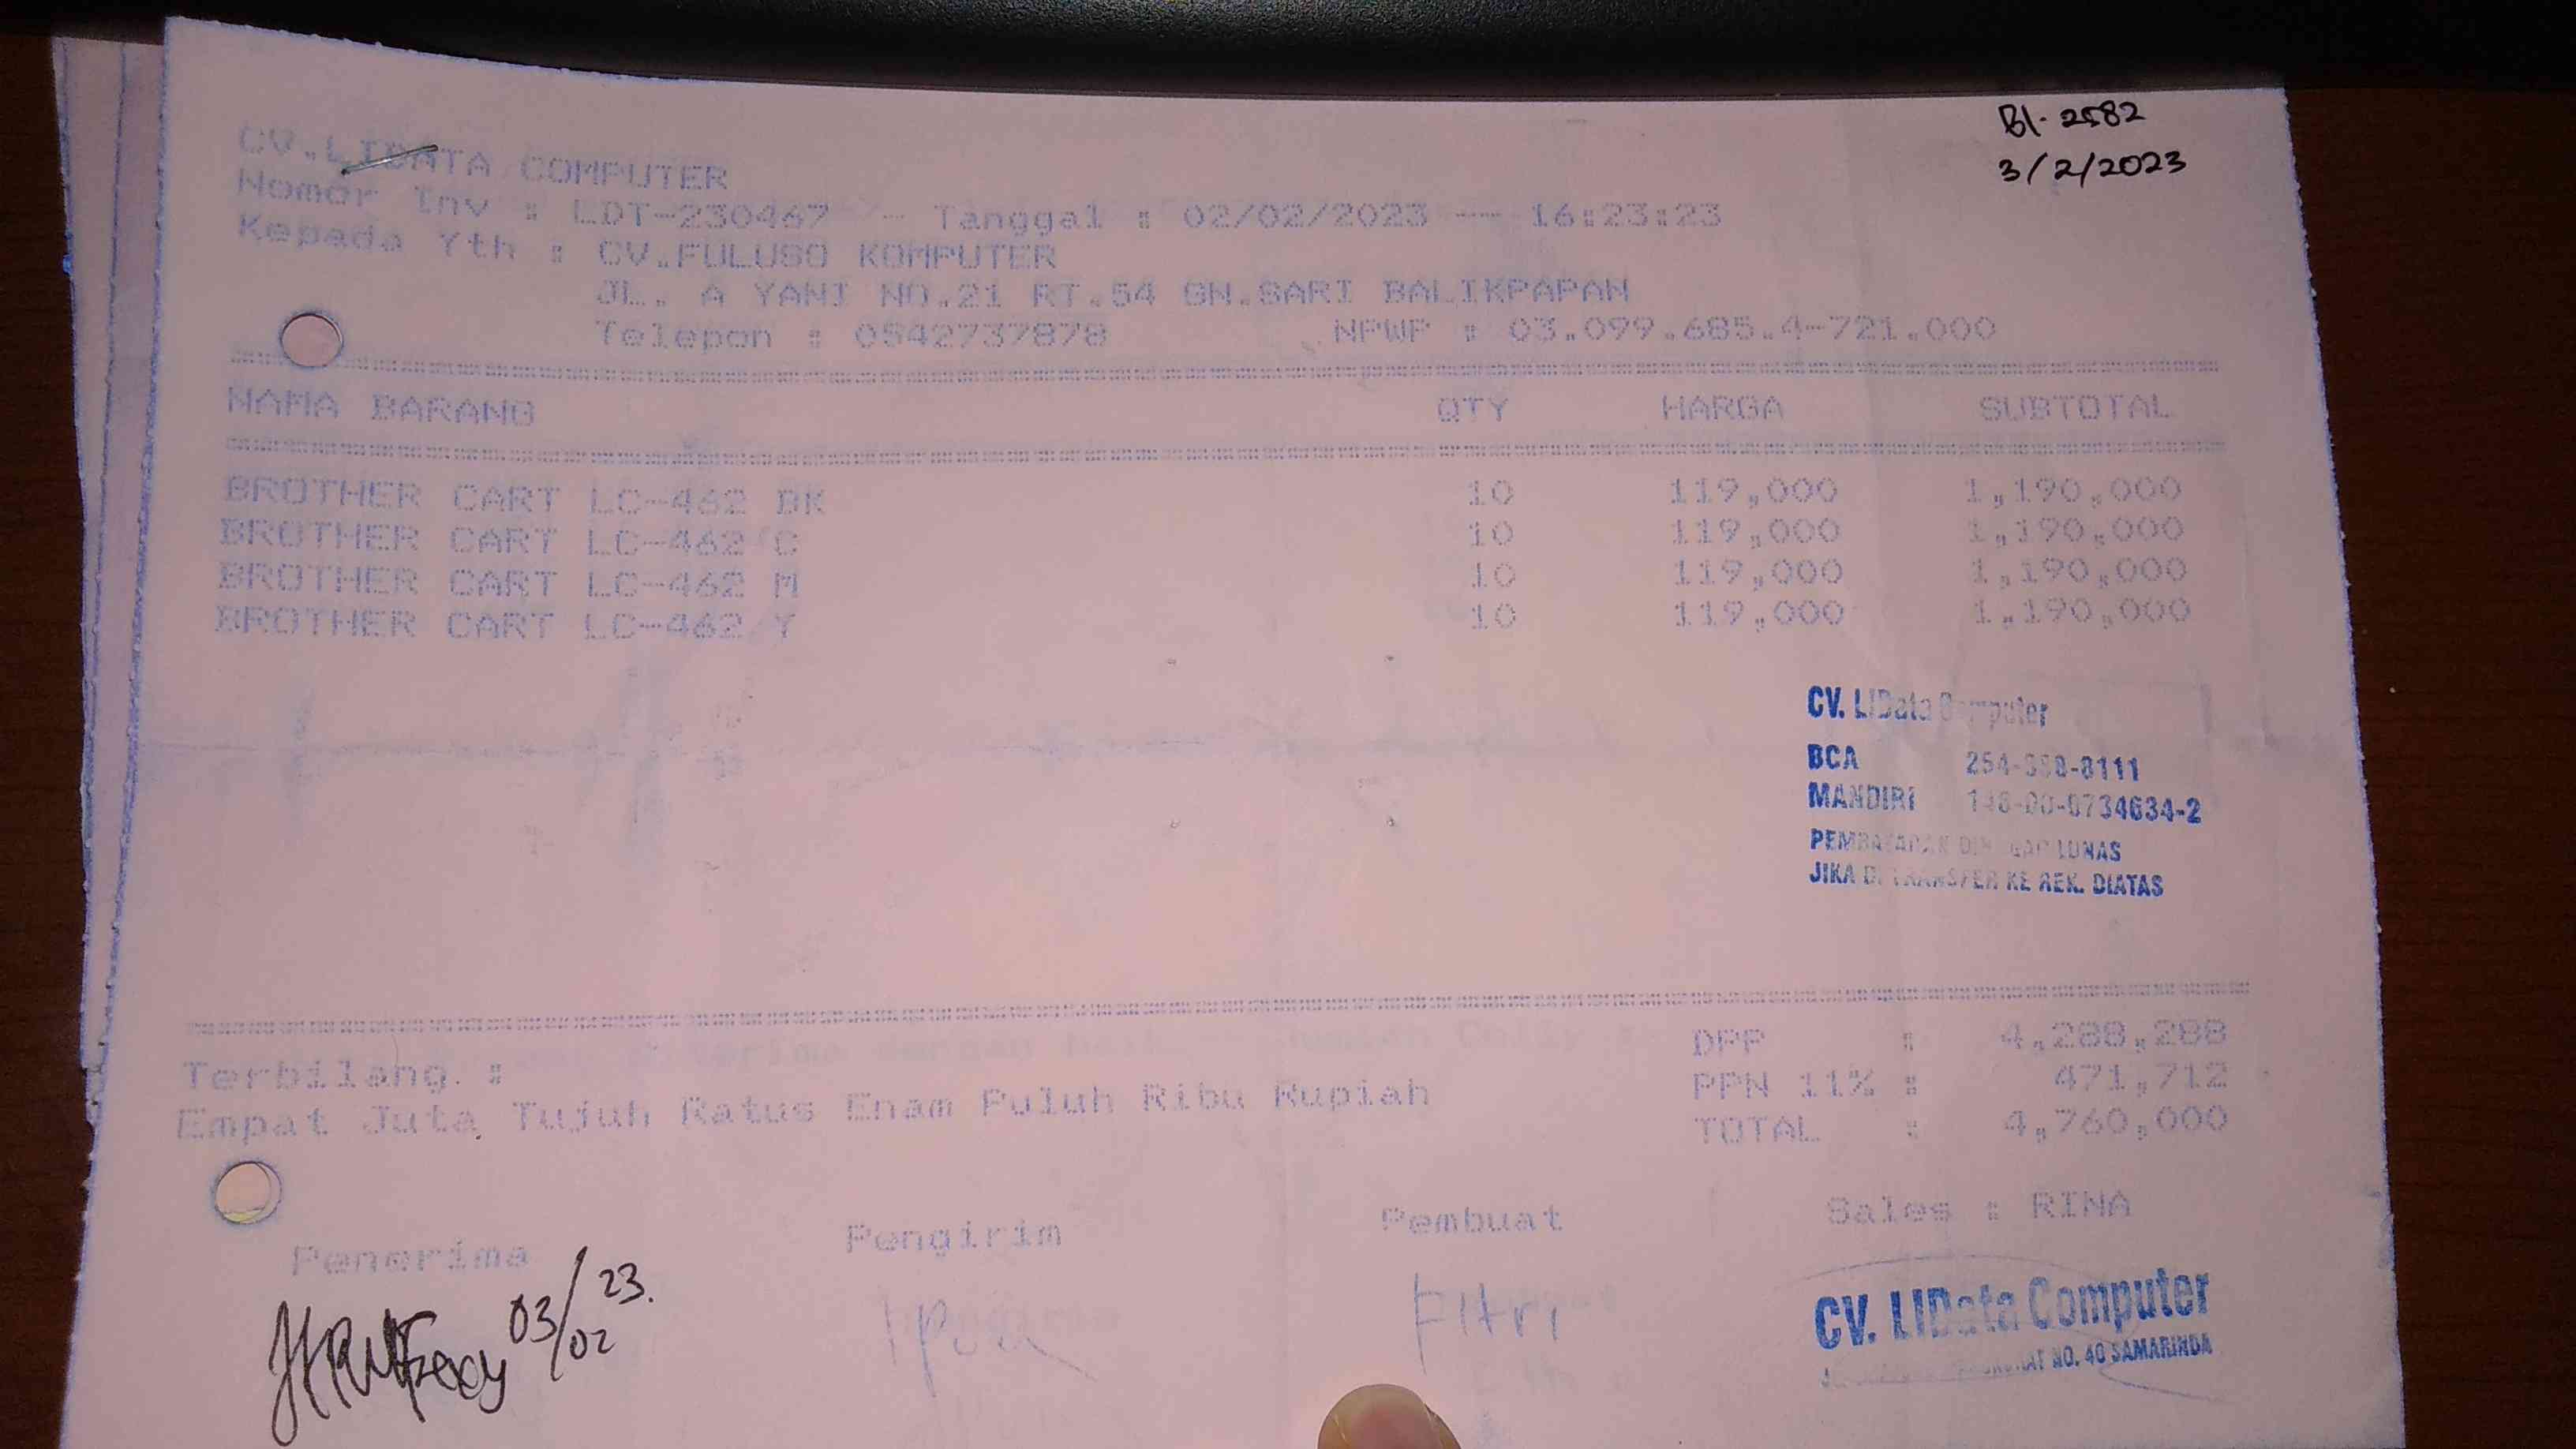 BI-2582
3/2/2023
CV.LIDATA COMPUTER
Nomor Inv : LDT-230467 - Tanggal : 02/02/2023 -- 16:23:23
Kepada Yth : CV.FULUSO KOMPUTER
JL. A YANI NO.21 RT.54 GN.SARI BALIKPAPAN
Telepon : 0542737878 NPWP : 03.099.685.4-721.000
NAMA BARANG QTY HARGA SUBTOTAL
BROTHER CART LC-462 BK 10 119,000 1,190,000
BROTHER CART LC-462 C 10 119,000 1,190,000
BROTHER CART LC-462 M 10 119,000 1,190,000
BROTHER CART LC-462 Y 10 119,000 1,190,000
CV. LIData Computer
BCA
MANDIRI
PEMBAYARAN DIANGGAP LUNAS
JIKA DI TRANSFER KE REK. DIATAS
DPP : 4,288,288
Terbilang :
PPN 11% : 471,712
Empat Juta Tujuh Ratus Enam Puluh Ribu Rupiah
TOTAL : 4,760,000
Penerima Pengirim Pembuat Sales : RINA
03/02 23.
Fitri
CV. LIData Computer
NO. 40 SAMARINDA